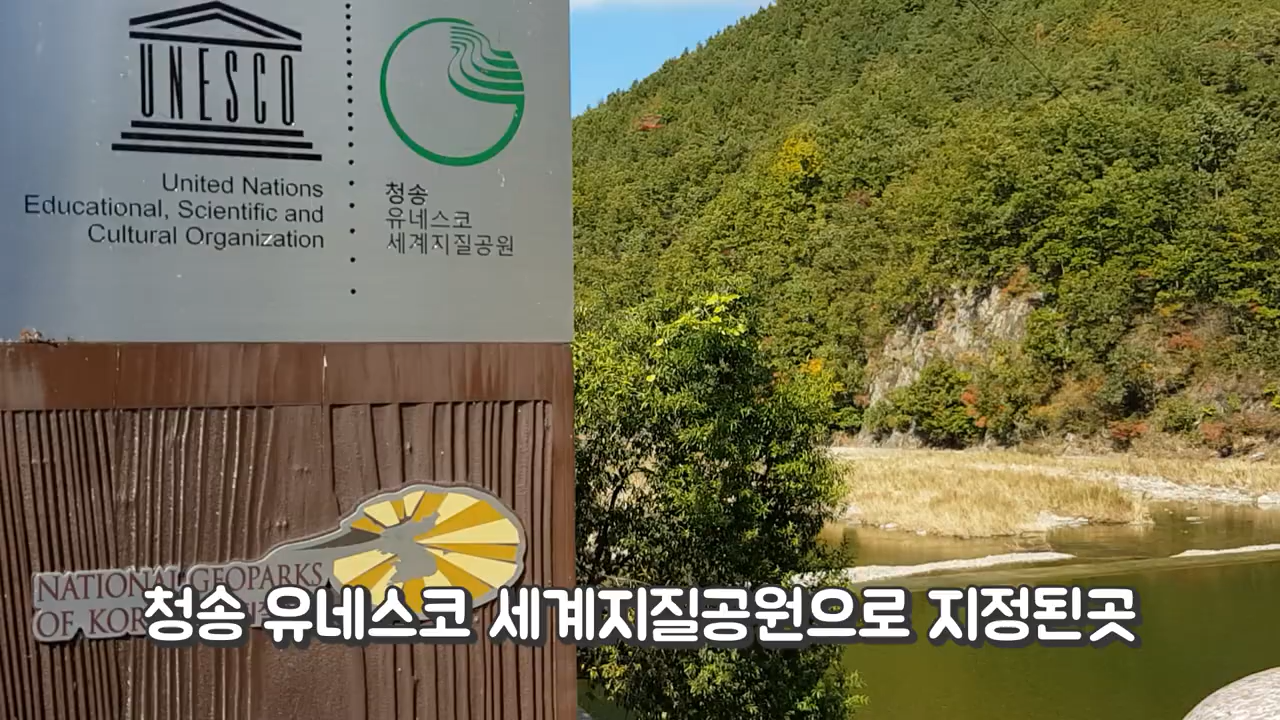 UNESCO
United Nations
Educational, Scientific and
Cultural Organization
청송
유네스코
세계지질공원
NATIONAL GEOPARKS
OF KOR
청송 유네스코 세계지질공원으로 지정된곳